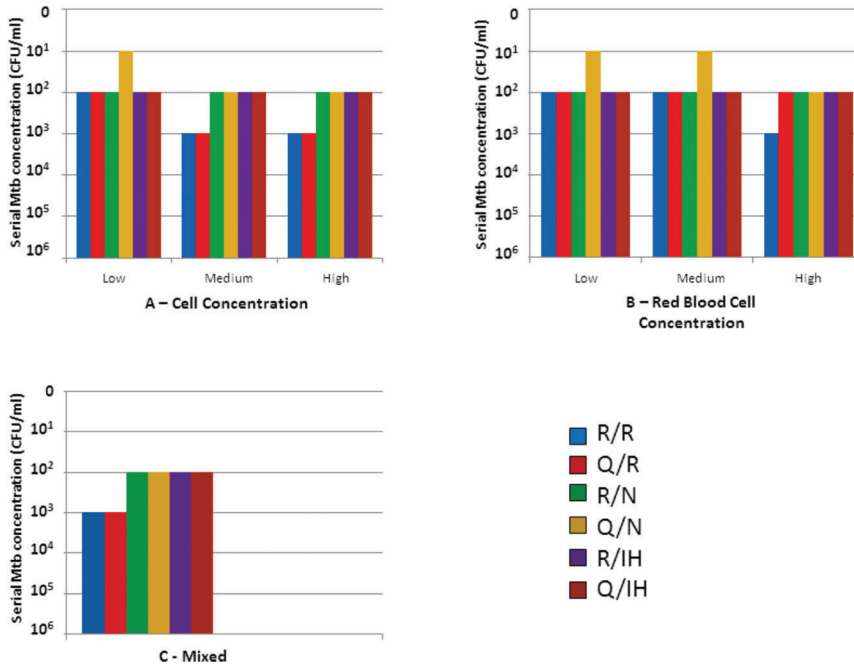 Serial Mtb concentration (CFU/ml)
0
10¹
10²
10³
10⁴
10⁵
10⁶
Low
Medium
High
A – Cell Concentration
Serial Mtb concentration (CFU/ml)
0
10¹
10²
10³
10⁴
10⁵
10⁶
Low
Medium
High
B – Red Blood Cell
Concentration
Serial Mtb concentration (CFU/ml)
0
10¹
10²
10³
10⁴
10⁵
10⁶
C - Mixed
R/R
Q/R
R/N
Q/N
R/IH
Q/IH